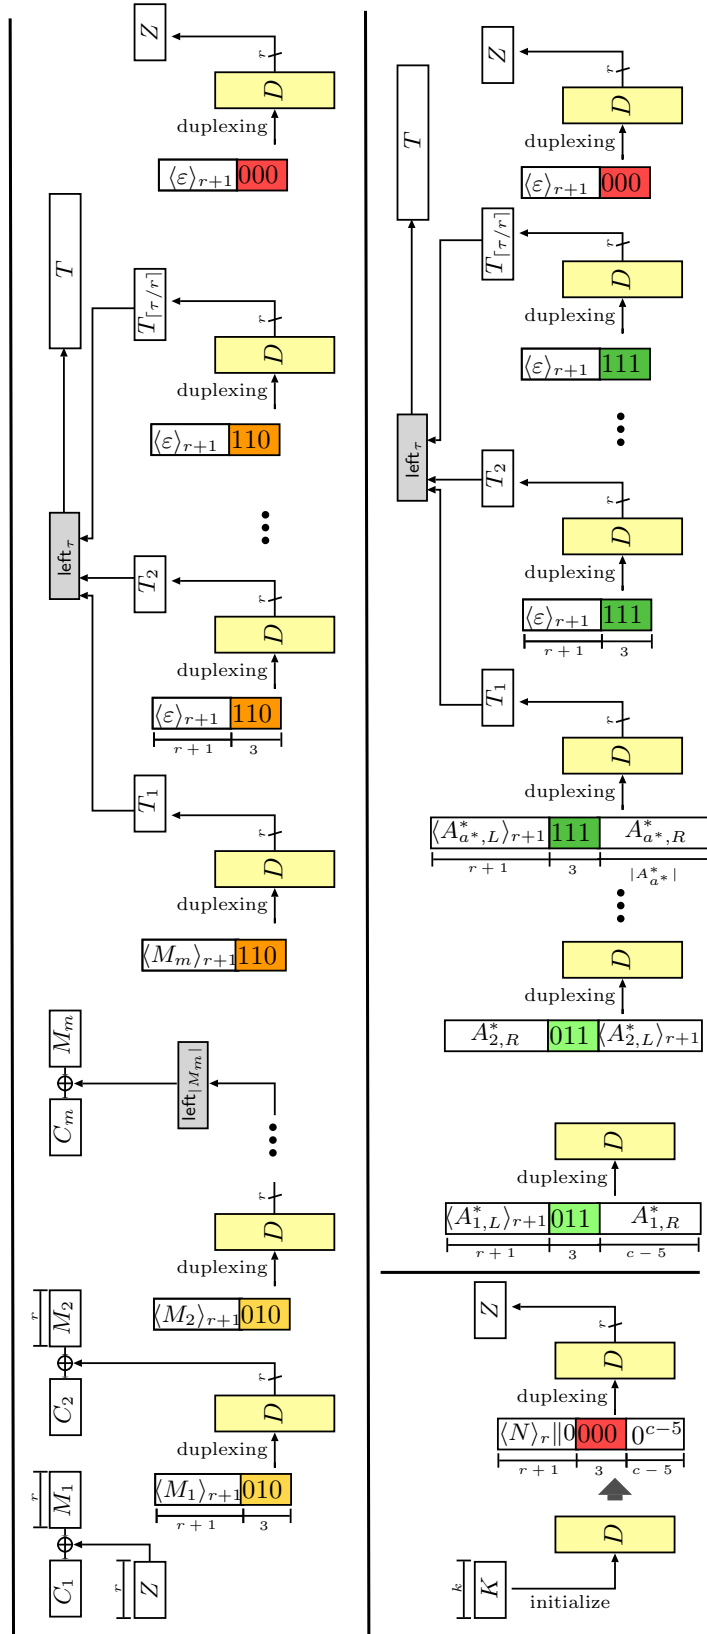 Z
r
D
duplexing
⟨ε⟩r+1 000
T
T⌈τ/r⌉
r
D
duplexing
⟨ε⟩r+1 110
•••
leftτ
T2
r
D
duplexing
⟨ε⟩r+1 110
r + 1 3
T1
r
D
duplexing
⟨Mm⟩r+1 110
Cm ⊕ Mm
left|Mm|
•••
r
D
duplexing
⟨M2⟩r+1 010
r
C2 ⊕ M2
r
D
duplexing
⟨M1⟩r+1 010
r + 1 3
r
C1 ⊕ M1
r
Z
Z
r
D
duplexing
⟨ε⟩r+1 000
T
T⌈τ/r⌉
r
D
duplexing
⟨ε⟩r+1 111
•••
leftτ
T2
r
D
duplexing
⟨ε⟩r+1 111
r + 1 3
T1
r
D
duplexing
⟨A*a*,L⟩r+1 111 A*a*,R
r + 1 3 |A*a*|
•••
D
duplexing
A*2,R 011 ⟨A*2,L⟩r+1
D
duplexing
⟨A*1,L⟩r+1 011 A*1,R
r + 1 3 c − 5
Z
r
D
duplexing
⟨N⟩r∥0 000 0c−5
r + 1 3 c − 5
D
initialize
k
K